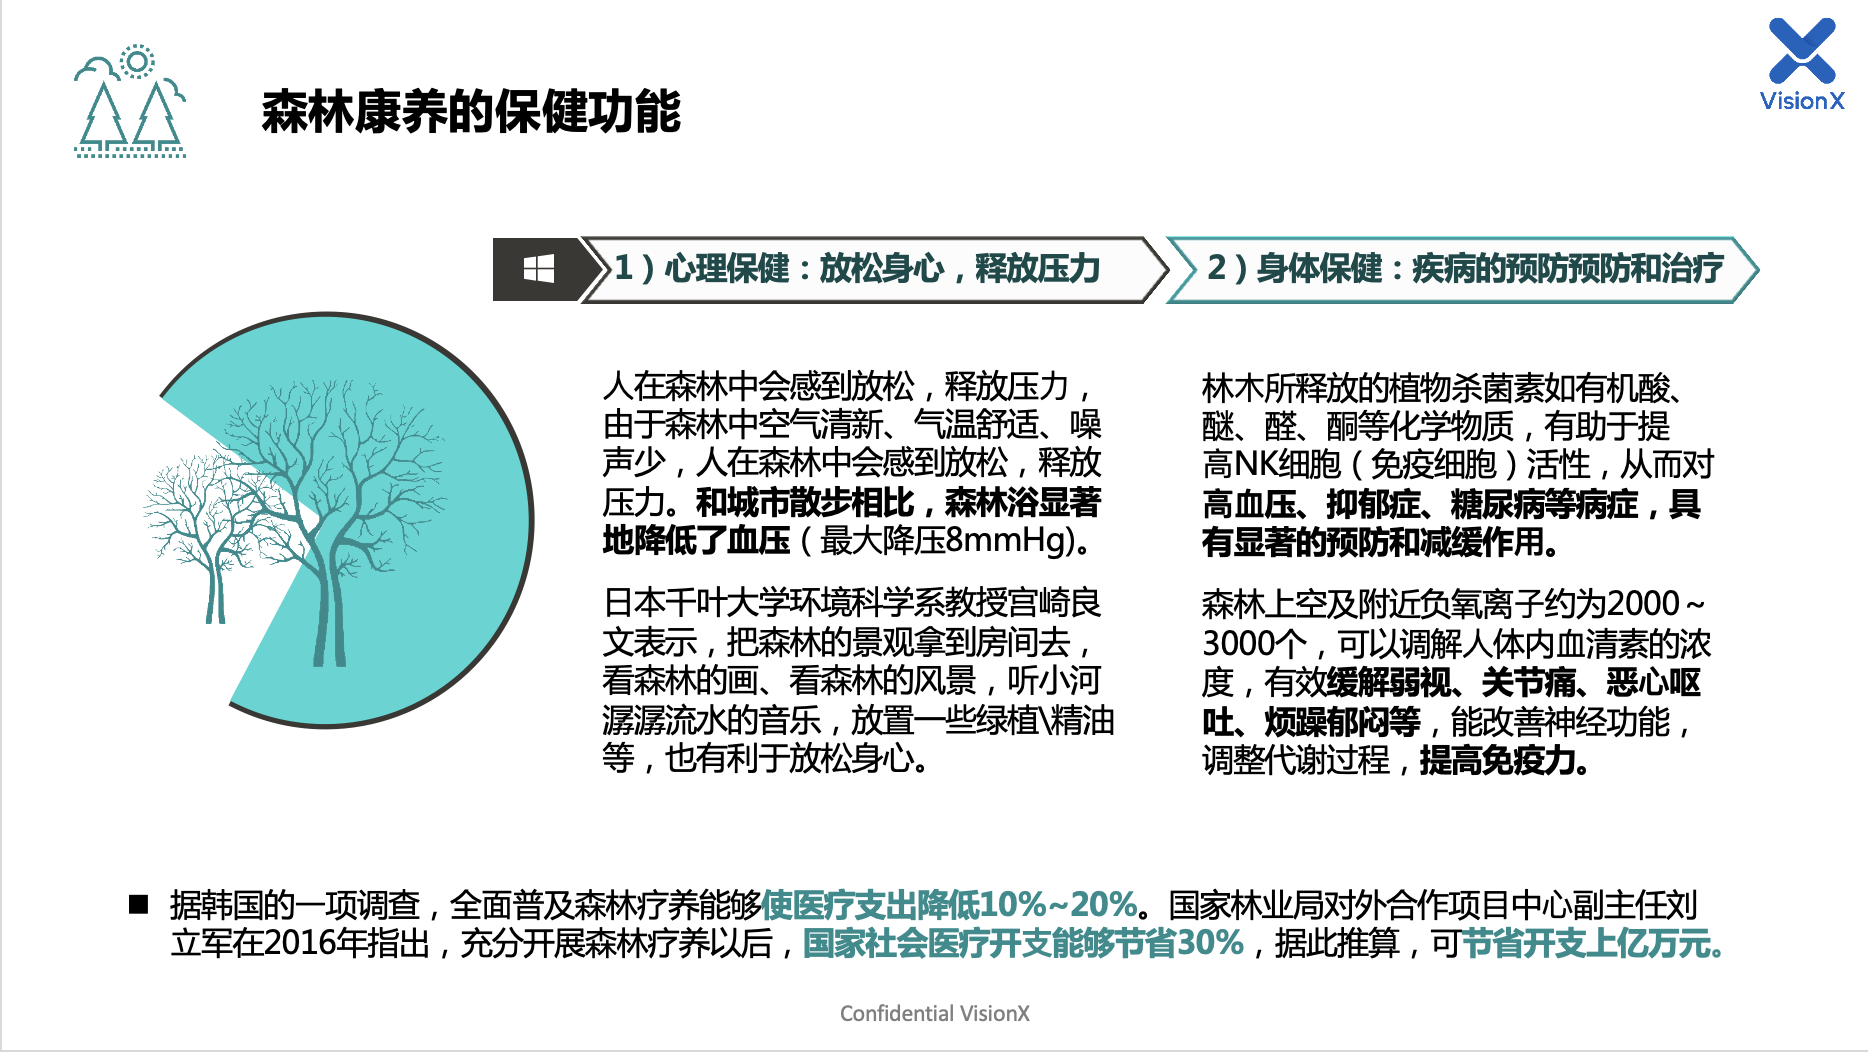 VisionX
森林康养的保健功能
1）心理保健：放松身心，释放压力
2）身体保健：疾病的预防预防和治疗
人在森林中会感到放松，释放压力，
由于森林中空气清新、气温舒适、噪
声少，人在森林中会感到放松，释放
压力。和城市散步相比，森林浴显著
地降低了血压（最大降压8mmHg)。
日本千叶大学环境科学系教授宫崎良
文表示，把森林的景观拿到房间去，
看森林的画、看森林的风景，听小河
潺潺流水的音乐，放置一些绿植\精油
等，也有利于放松身心。
林木所释放的植物杀菌素如有机酸、
醚、醛、酮等化学物质，有助于提
高NK细胞（免疫细胞）活性，从而对
高血压、抑郁症、糖尿病等病症，具
有显著的预防和减缓作用。
森林上空及附近负氧离子约为2000～
3000个，可以调解人体内血清素的浓
度，有效缓解弱视、关节痛、恶心呕
吐、烦躁郁闷等，能改善神经功能，
调整代谢过程，提高免疫力。
■ 据韩国的一项调查，全面普及森林疗养能够使医疗支出降低10%~20%。国家林业局对外合作项目中心副主任刘
立军在2016年指出，充分开展森林疗养以后，国家社会医疗开支能够节省30%，据此推算，可节省开支上亿万元。
Confidential VisionX